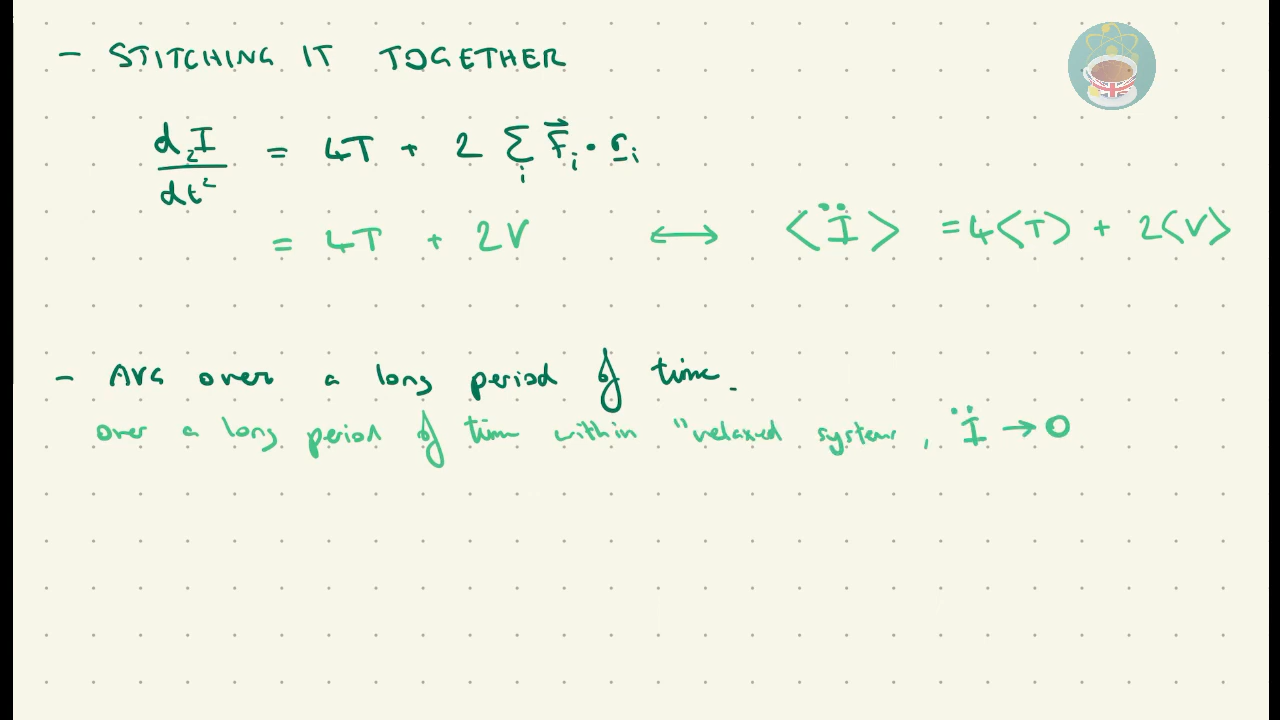 - STITCHING IT TOGETHER
d₂I/dt² = 4T + 2 Σᵢ F⃗ᵢ · r̲ᵢ
= 4T + 2V ⟷ ⟨Ï⟩ = 4⟨T⟩ + 2⟨V⟩
- AVG over a long period of time.
over a long period of time within "relaxed system, Ï → 0